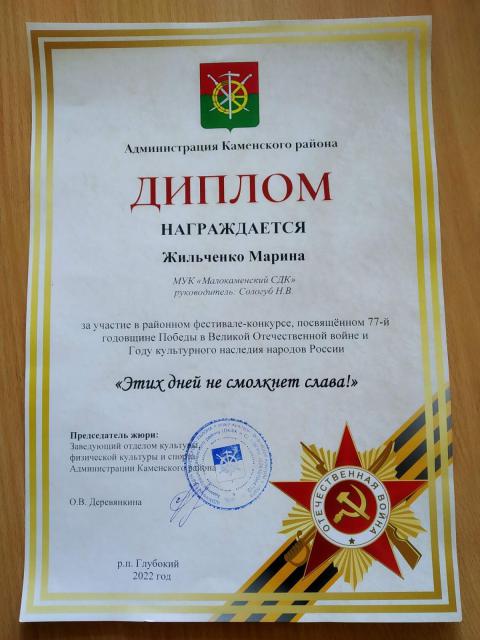 Администрация Каменского района
ДИПЛОМ
НАГРАЖДАЕТСЯ
Жильченко Марина
МУК «Малокаменский СДК»
руководитель: Сологуб Н.В.
за участие в районном фестивале-конкурсе, посвящённом 77-й
годовщине Победы в Великой Отечественной войне и
Году культурного наследия народов России
«Этих дней не смолкнет слава!»
Председатель жюри:
Заведующий отделом культуры,
физической культуры и спорта
Администрации Каменского района
О.В. Деревянкина
ОТЕЧЕСТВЕННАЯ ВОЙНА
р.п. Глубокий
2022 год